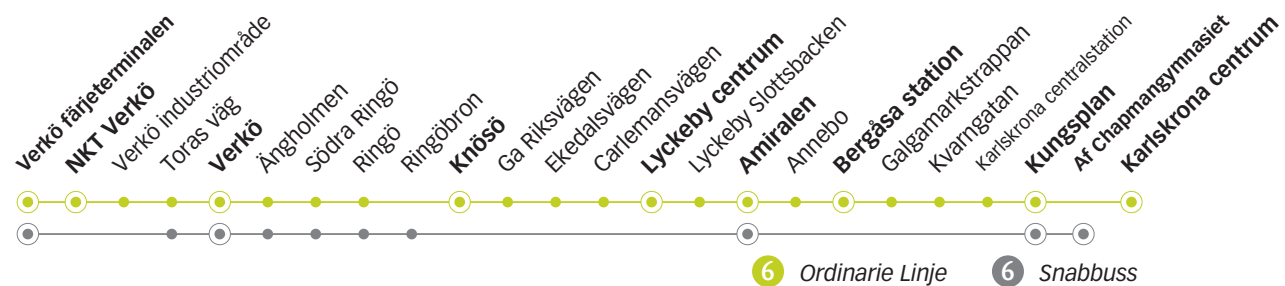 Verkö färjeterminalen
NKT Verkö
Verkö industriområde
Toras väg
Verkö
Ängholmen
Södra Ringö
Ringö
Ringöbron
Knösö
Ga Riksvägen
Ekedalsvägen
Carlemansvägen
Lyckeby centrum
Lyckeby Slottsbacken
Amiralen
Annebo
Bergåsa station
Galgamarkstrappan
Kvarngatan
Karlskrona centralstation
Kungsplan
Af Chapmangymnasiet
Karlskrona centrum
6 Ordinarie Linje 6 Snabbuss